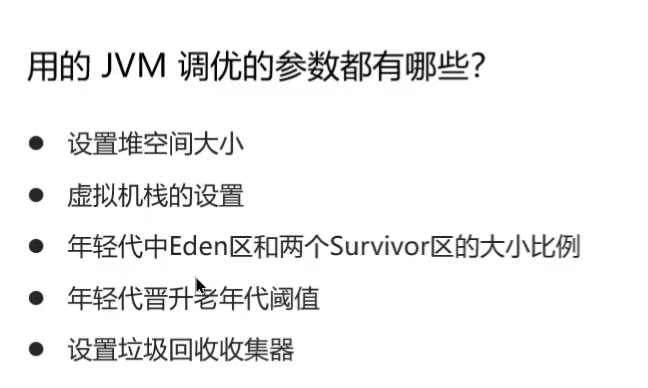 用的 JVM 调优的参数都有哪些？
● 设置堆空间大小
● 虚拟机栈的设置
● 年轻代中Eden区和两个Survivor区的大小比例
● 年轻代晋升老年代阈值
● 设置垃圾回收收集器